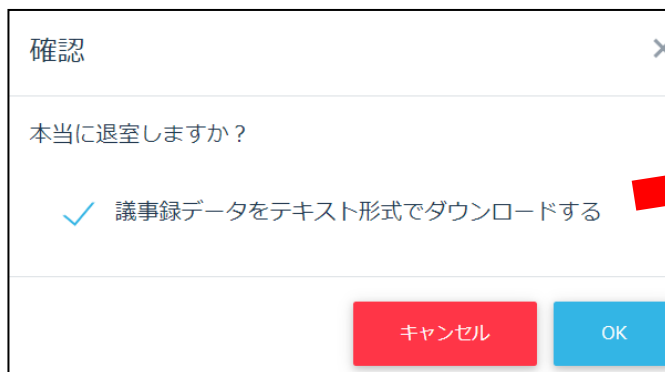 確認
本当に退室しますか？
議事録データをテキスト形式でダウンロードする
キャンセル
OK